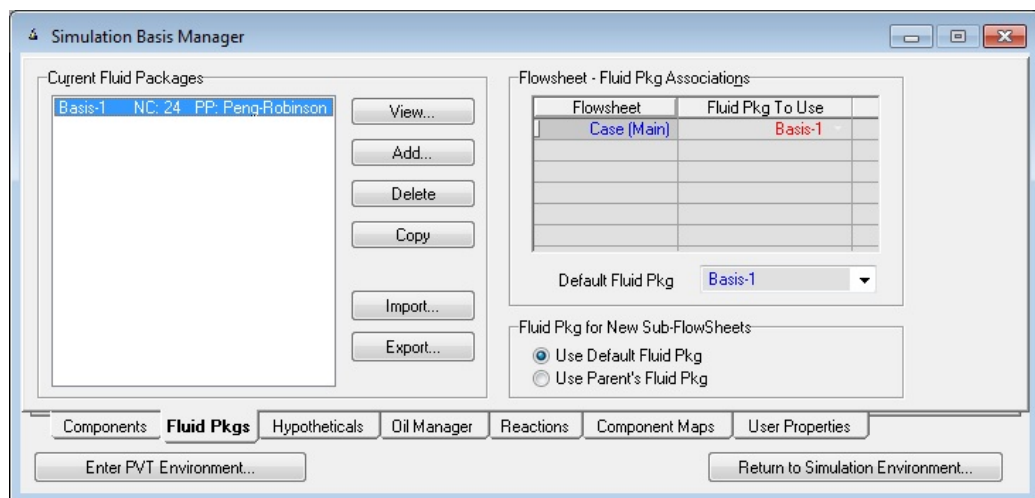 Simulation Basis Manager
Current Fluid Packages
Basis-1 NC: 24 PP: Peng-Robinson
View...
Add...
Delete
Copy
Import...
Export...
Flowsheet - Fluid Pkg Associations
Flowsheet Fluid Pkg To Use
Case (Main) Basis-1
Default Fluid Pkg Basis-1
Fluid Pkg for New Sub-FlowSheets
Use Default Fluid Pkg
Use Parent's Fluid Pkg
Components Fluid Pkgs Hypotheticals Oil Manager Reactions Component Maps User Properties
Enter PVT Environment... Return to Simulation Environment...